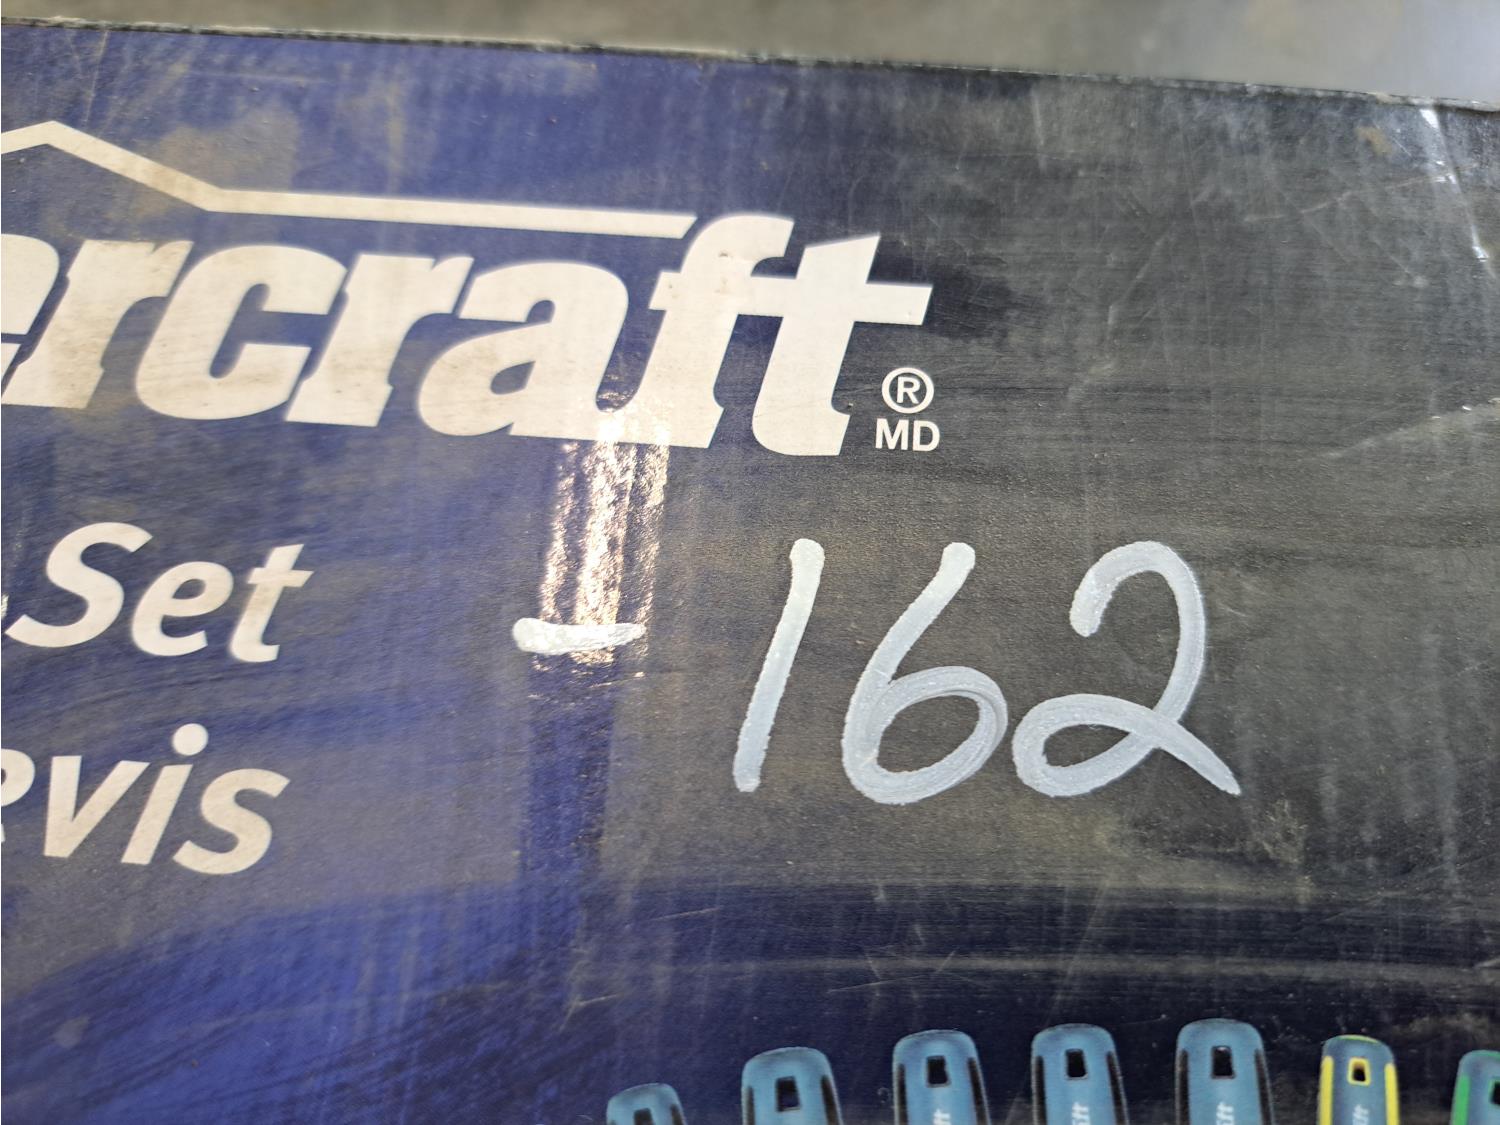 ercraft®
MD
Set
- 162
rvis